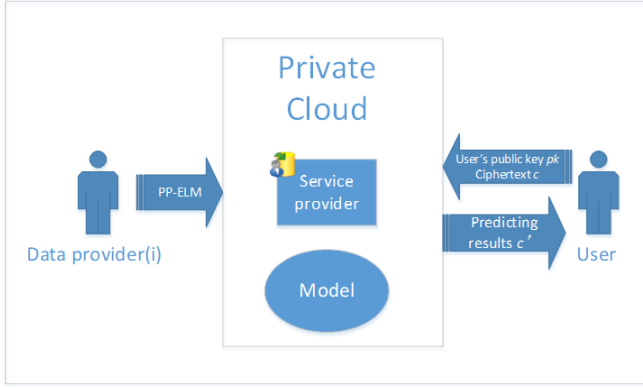 Private
Cloud
Service
provider
Model
PP-ELM
Data provider(i)
User's public key pk
Ciphertext c
Predicting
results c'
User